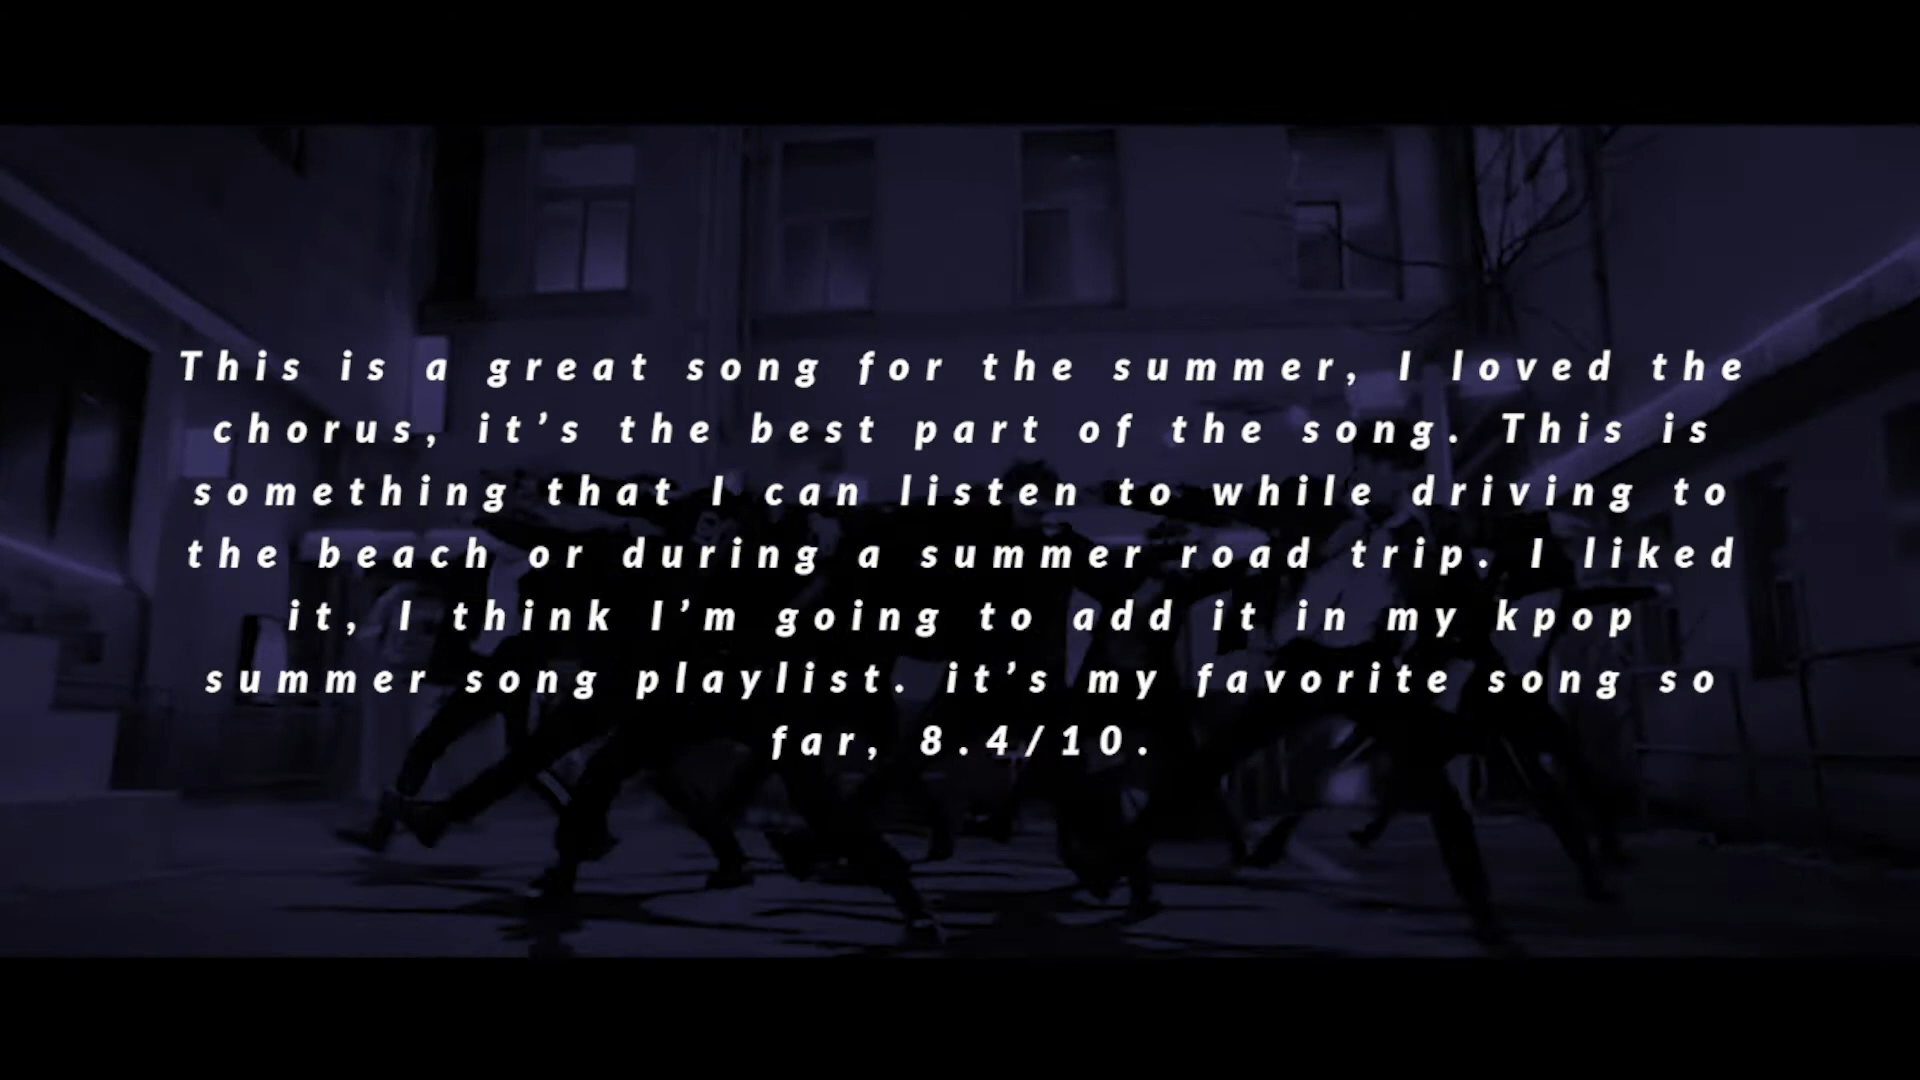 This is a great song for the summer, I loved the
chorus, it’s the best part of the song. This is
something that I can listen to while driving to
the beach or during a summer road trip. I liked
it, I think I’m going to add it in my kpop
summer song playlist. it’s my favorite song so
far, 8.4/10.